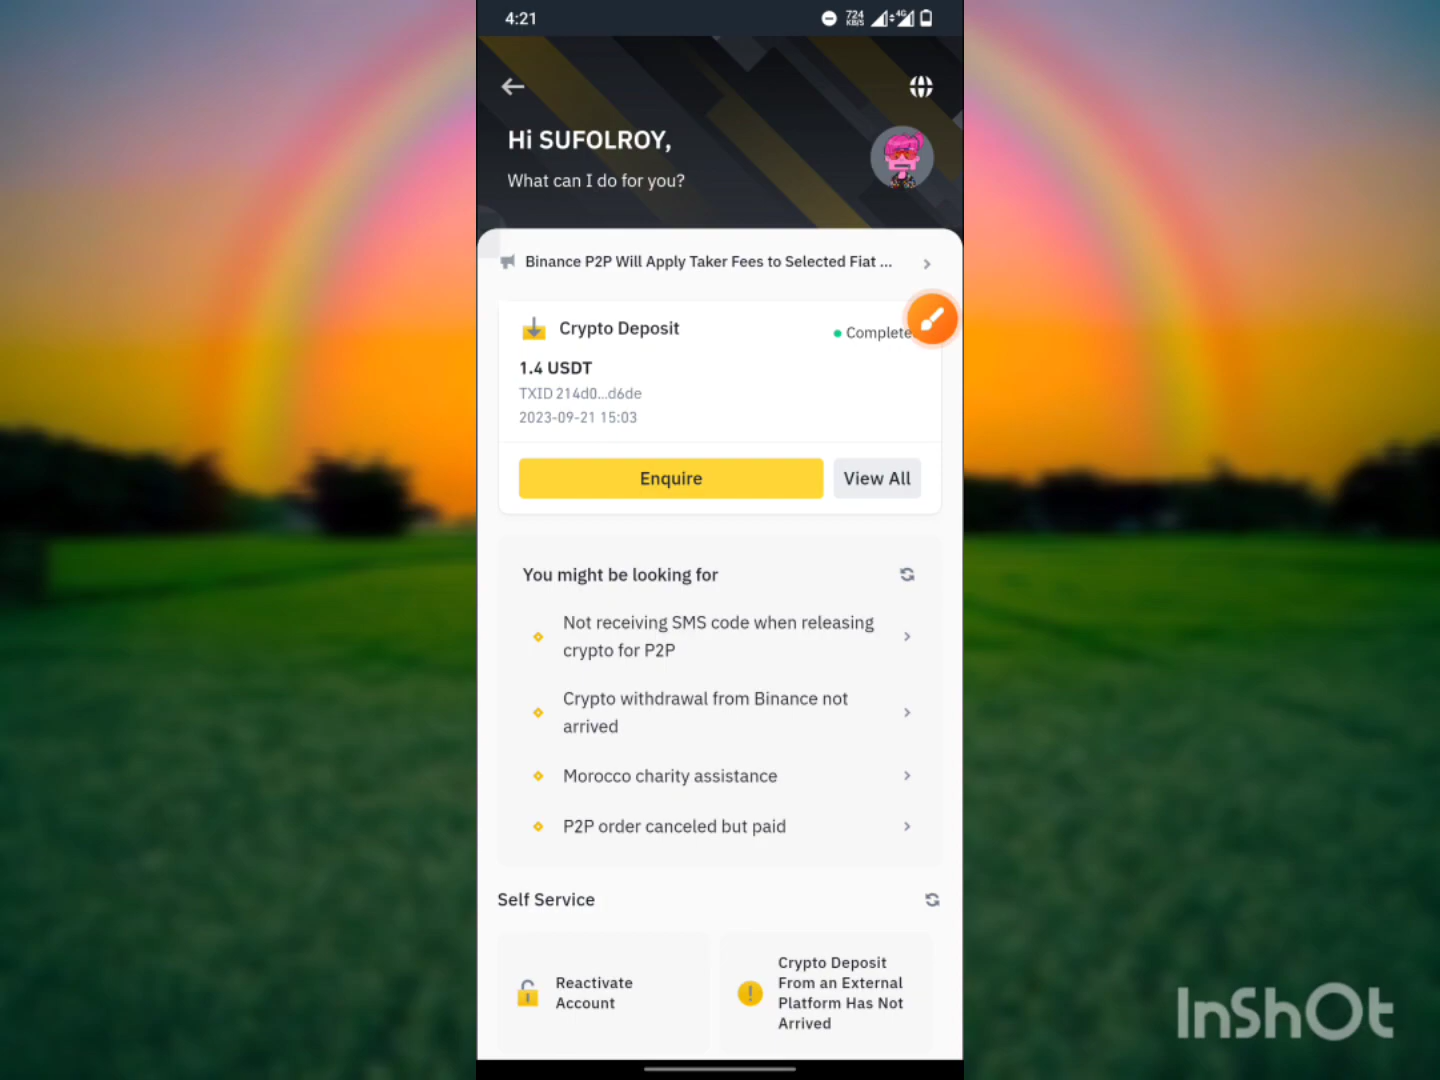 4:21
724
KB/S
4G
Hi SUFOLROY,
What can I do for you?
Binance P2P Will Apply Taker Fees to Selected Fiat ...
Crypto Deposit
Complete
1.4 USDT
TXID 214d0...d6de
2023-09-21 15:03
Enquire
View All
You might be looking for
Not receiving SMS code when releasing
crypto for P2P
Crypto withdrawal from Binance not
arrived
Morocco charity assistance
P2P order canceled but paid
Self Service
Reactivate
Account
Crypto Deposit
From an External
Platform Has Not
Arrived
InShOt